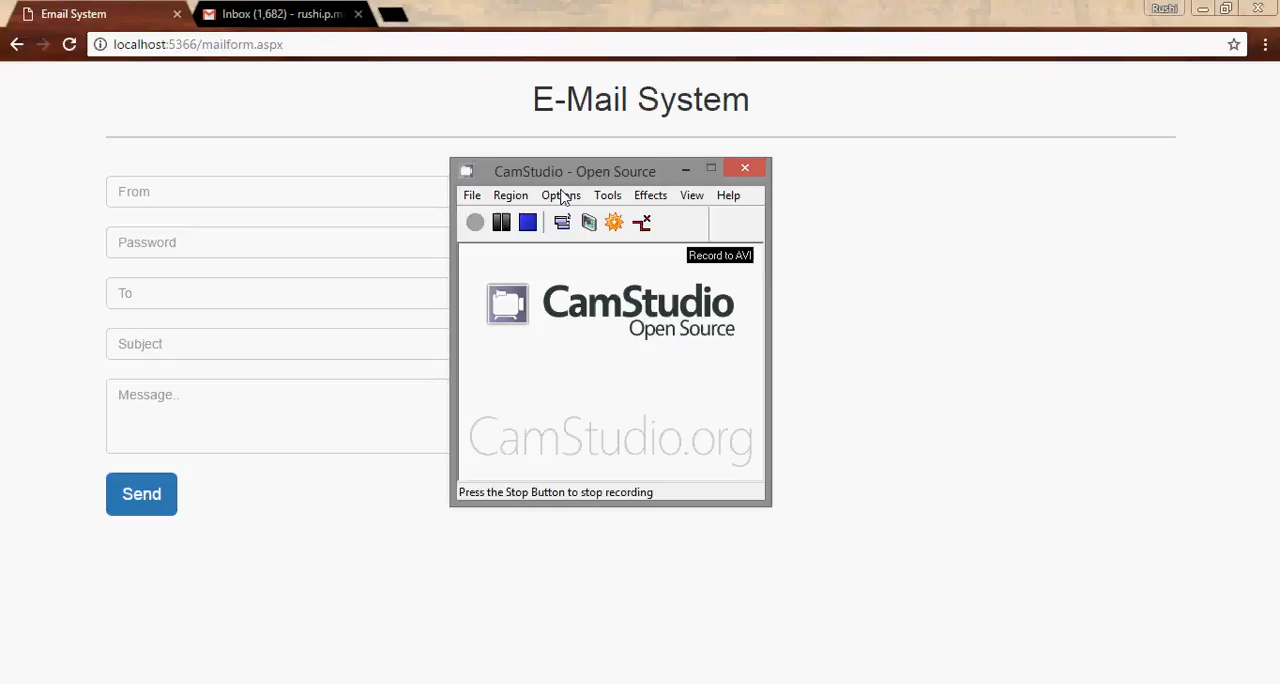 Email System
Inbox (1,682) - rushi.p.m
Rushi
localhost:5366/mailform.aspx
E-Mail System
From
Password
To
Subject
Message..
Send
CamStudio - Open Source
File Region Options Tools Effects View Help
Record to AVI
CamStudio
Open Source
CamStudio.org
Press the Stop Button to stop recording